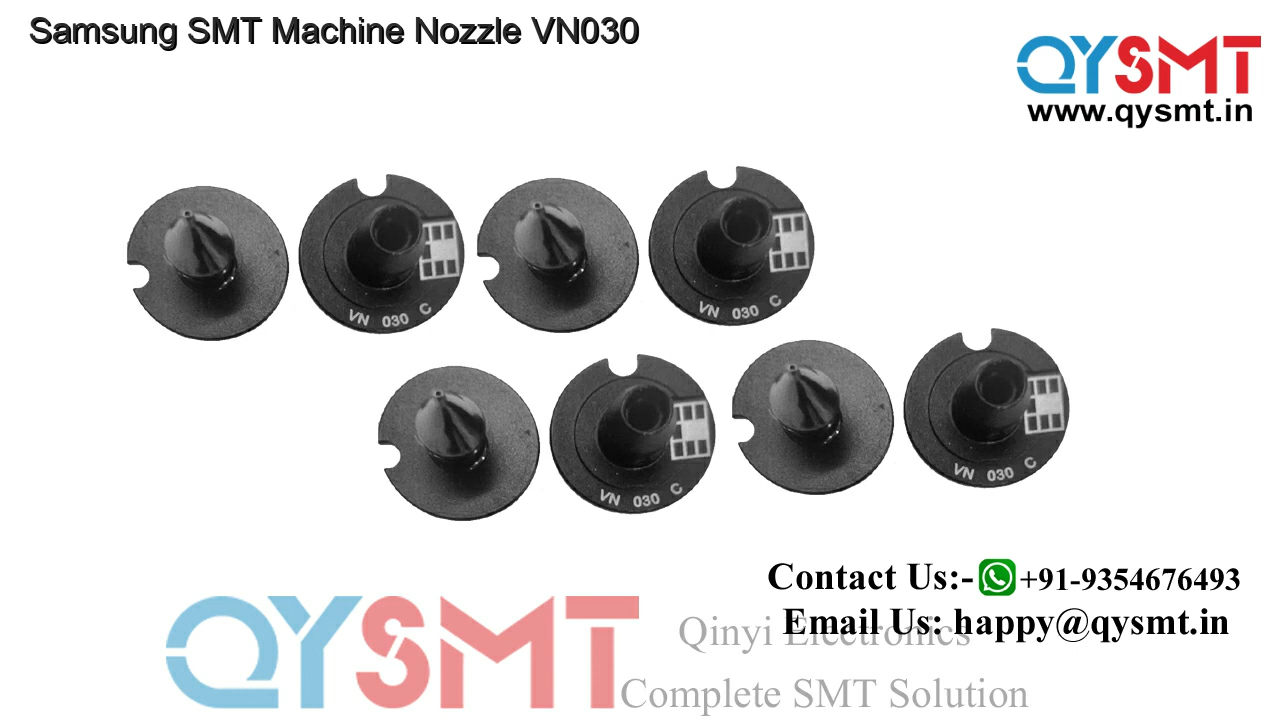 Samsung SMT Machine Nozzle VN030
QYSMT
www.qysmt.in
VN 030 C
VN 030 C
VN 030 C
VN 030 C
Contact Us:- +91-9354676493
Email Us: happy@qysmt.in
QYSMT
Qinyi Electronics
Complete SMT Solution